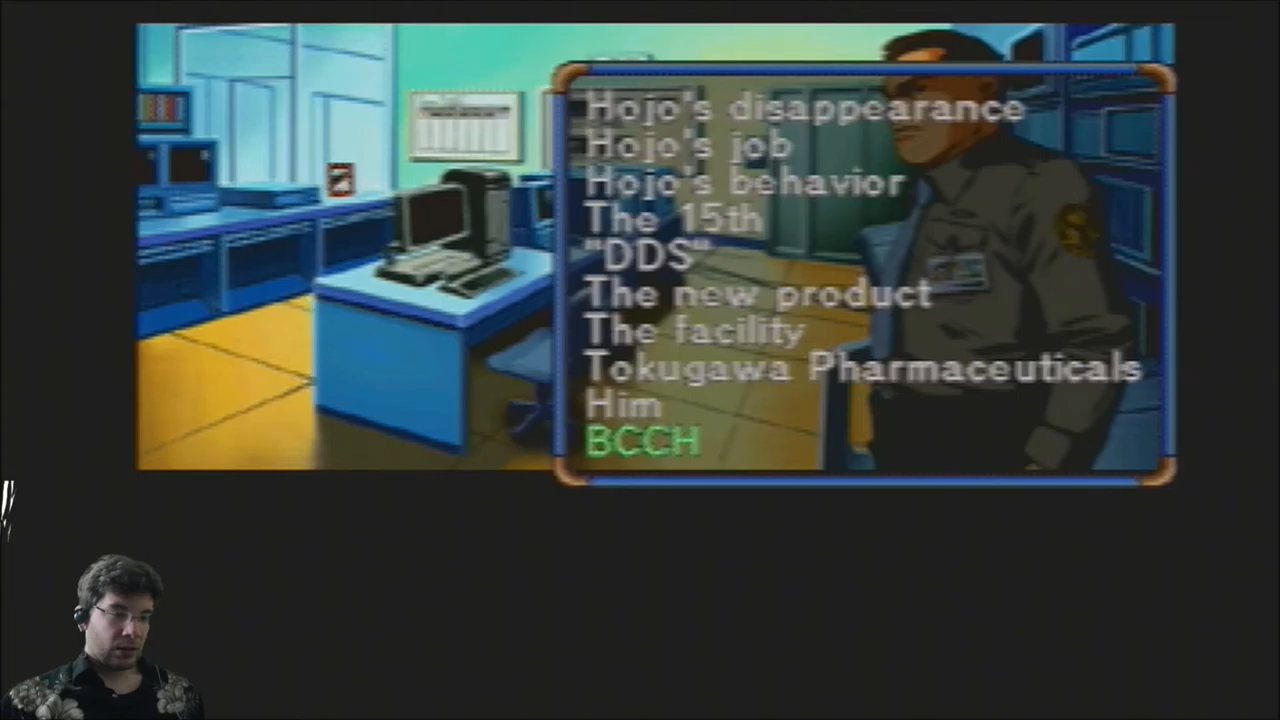 Hojo's disappearance
Hojo's job
Hojo's behavior
The 15th
"DDS"
The new product
The facility
Tokugawa Pharmaceuticals
Him
BCCH